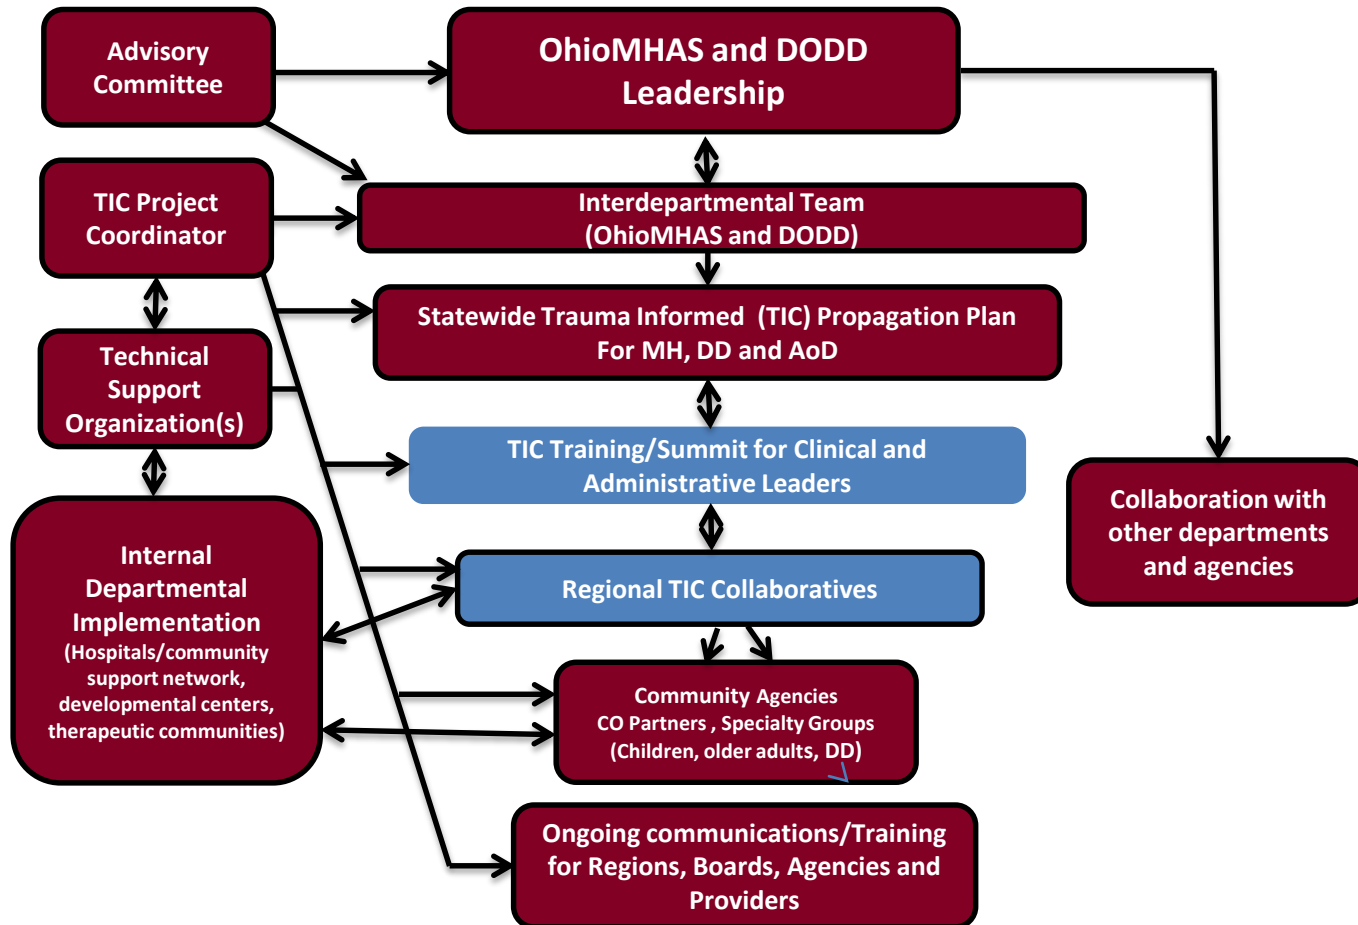 Advisory
Committee
OhioMHAS and DODD
Leadership
TIC Project
Coordinator
Interdepartmental Team
(OhioMHAS and DODD)
Statewide Trauma Informed  (TIC) Propagation Plan
For MH, DD and AoD
Technical
Support
Organization(s)
TIC Training/Summit for Clinical and
Administrative Leaders
Collaboration with
other departments
and agencies
Internal
Departmental
Implementation
(Hospitals/community
support network,
developmental centers,
therapeutic communities)
Regional TIC Collaboratives
Community Agencies
CO Partners , Specialty Groups
(Children, older adults, DD)
Ongoing communications/Training
for Regions, Boards, Agencies and
Providers